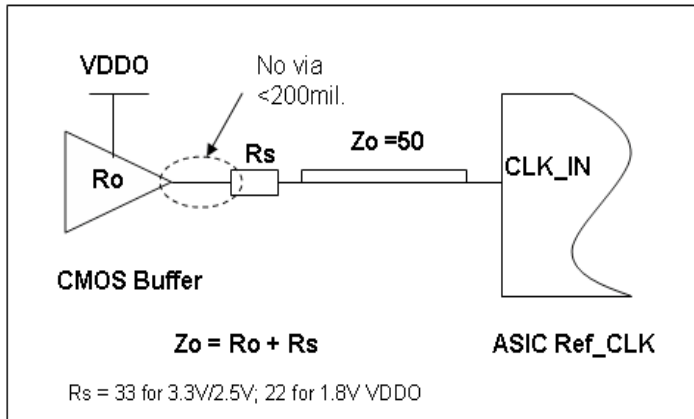 VDDO
No via
<200mil.
Rs
Zo =50
Ro
CLK_IN
CMOS Buffer
Zo = Ro + Rs
ASIC Ref_CLK
Rs = 33 for 3.3V/2.5V; 22 for 1.8V VDDO